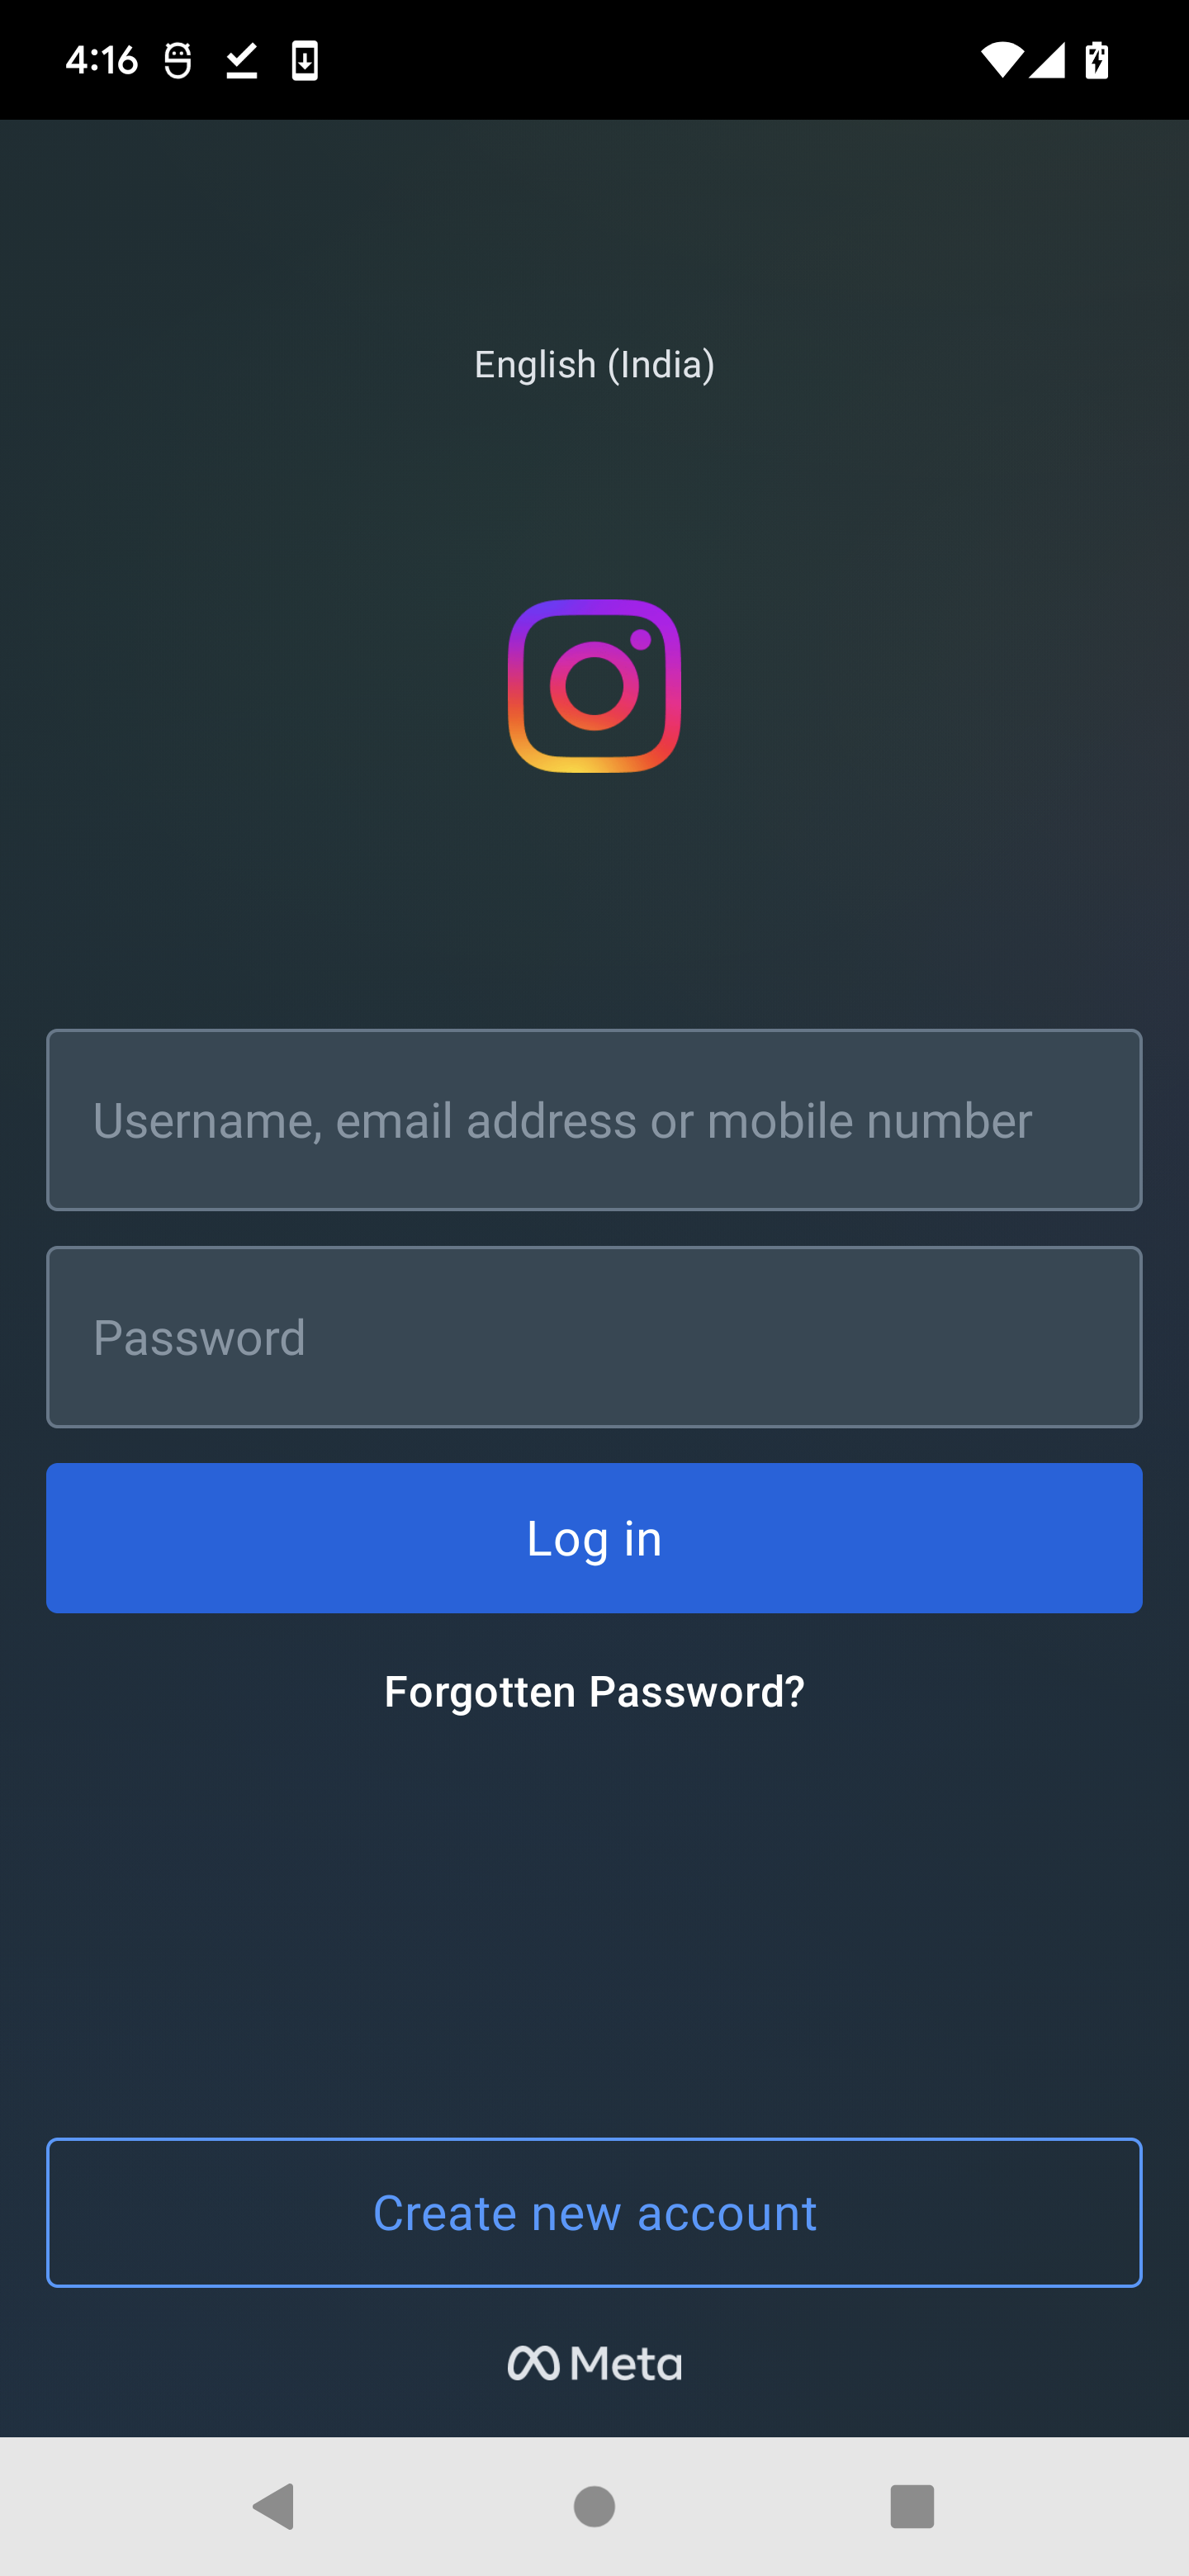 4:16
English (India)
Username, email address or mobile number
Password
Log in
Forgotten Password?
Create new account
Meta